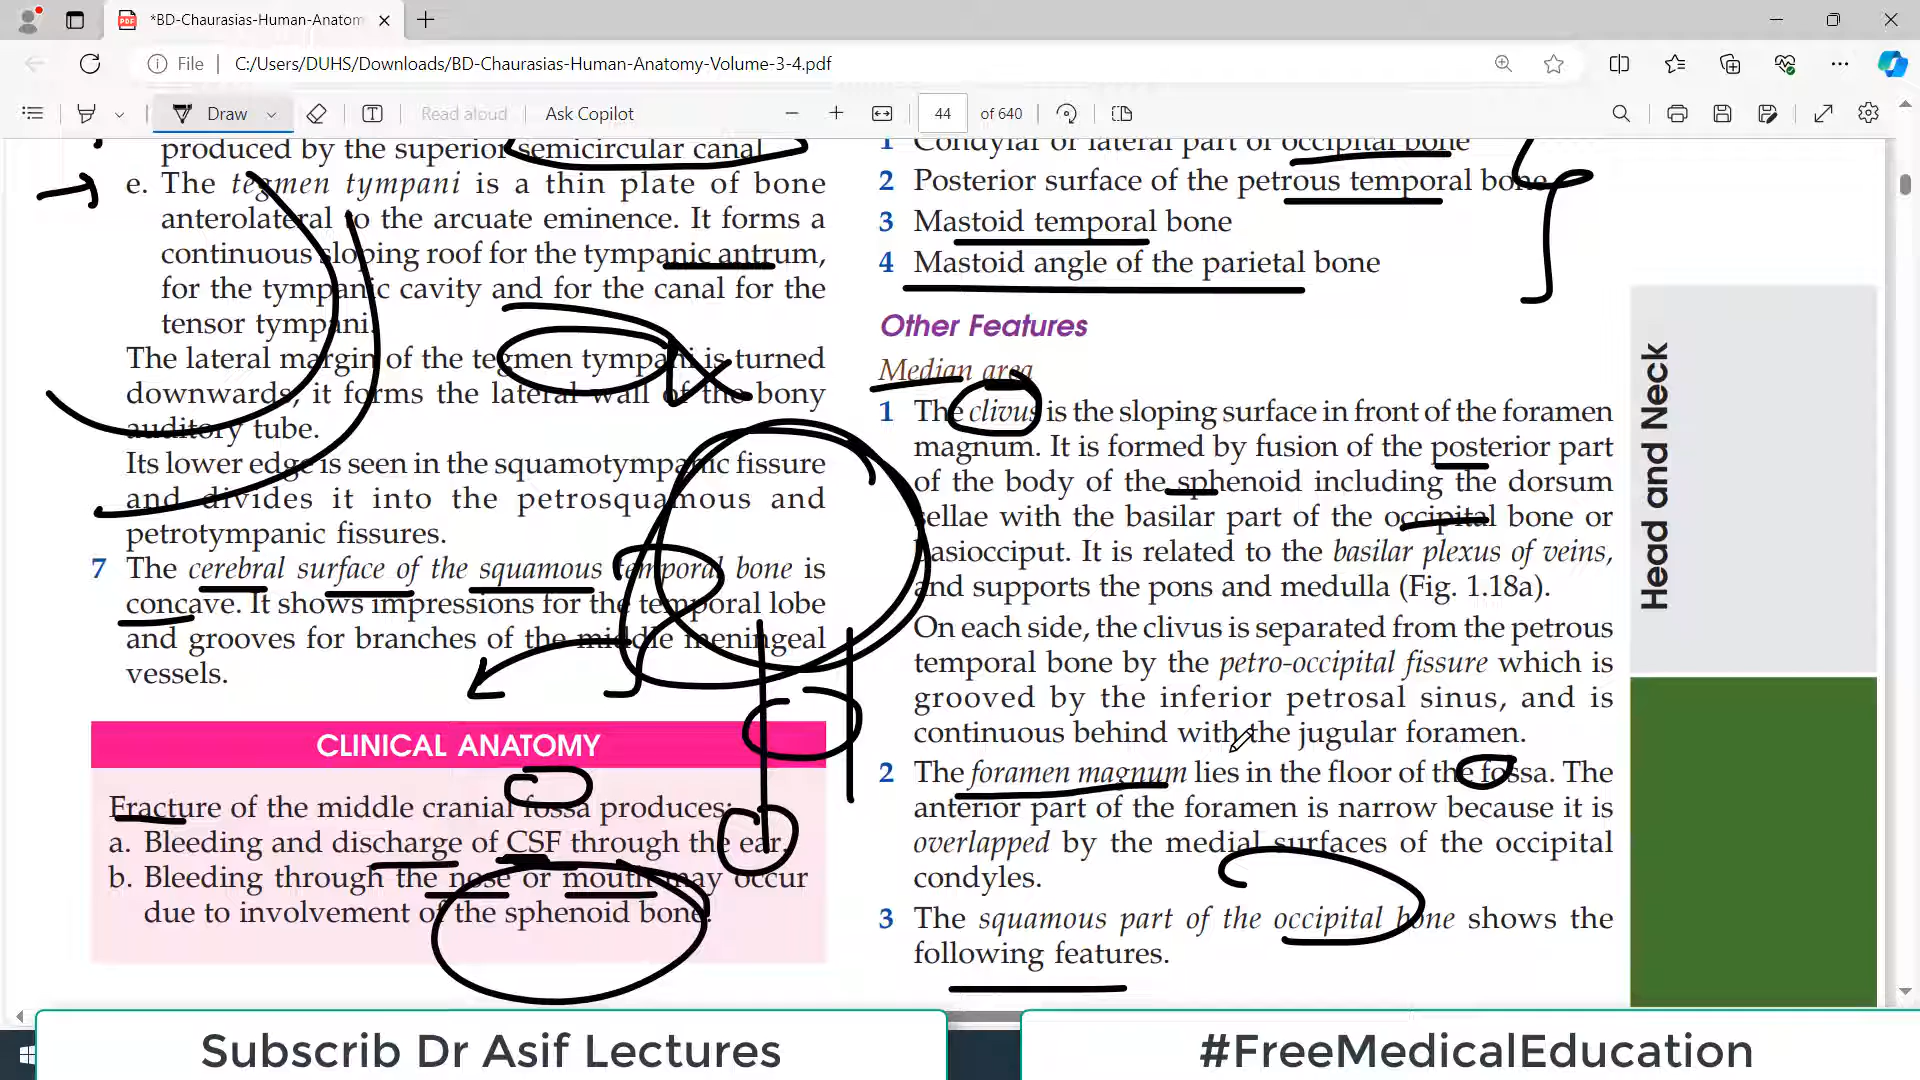 *BD-Chaurasias-Human-Anatom
File
C:/Users/DUHS/Downloads/BD-Chaurasias-Human-Anatomy-Volume-3-4.pdf
Draw
Read aloud
Ask Copilot
44
of 640
produced by the superior semicircular canal
e. The tegmen tympani is a thin plate of bone
anterolateral to the arcuate eminence. It forms a
continuous sloping roof for the tympanic antrum,
for the tympanic cavity and for the canal for the
tensor tympani.
The lateral margin of the tegmen tympani is turned
downwards, it forms the lateral wall of the bony
auditory tube.
Its lower edge is seen in the squamotympanic fissure
and divides it into the petrosquamous and
petrotympanic fissures.
7 The cerebral surface of the squamous temporal bone is
concave. It shows impressions for the temporal lobe
and grooves for branches of the middle meningeal
vessels.
CLINICAL ANATOMY
Fracture of the middle cranial fossa produces:
a. Bleeding and discharge of CSF through the ear.
b. Bleeding through the nose or mouth may occur
due to involvement of the sphenoid bone.
1 Condylar or lateral part of occipital bone
2 Posterior surface of the petrous temporal bone
3 Mastoid temporal bone
4 Mastoid angle of the parietal bone
Other Features
Median area
1 The clivus is the sloping surface in front of the foramen
magnum. It is formed by fusion of the posterior part
of the body of the sphenoid including the dorsum
sellae with the basilar part of the occipital bone or
basiocciput. It is related to the basilar plexus of veins,
and supports the pons and medulla (Fig. 1.18a).
On each side, the clivus is separated from the petrous
temporal bone by the petro-occipital fissure which is
grooved by the inferior petrosal sinus, and is
continuous behind with the jugular foramen.
2 The foramen magnum lies in the floor of the fossa. The
anterior part of the foramen is narrow because it is
overlapped by the medial surfaces of the occipital
condyles.
3 The squamous part of the occipital bone shows the
following features.
Head and Neck
Subscrib Dr Asif Lectures
#FreeMedicalEducation